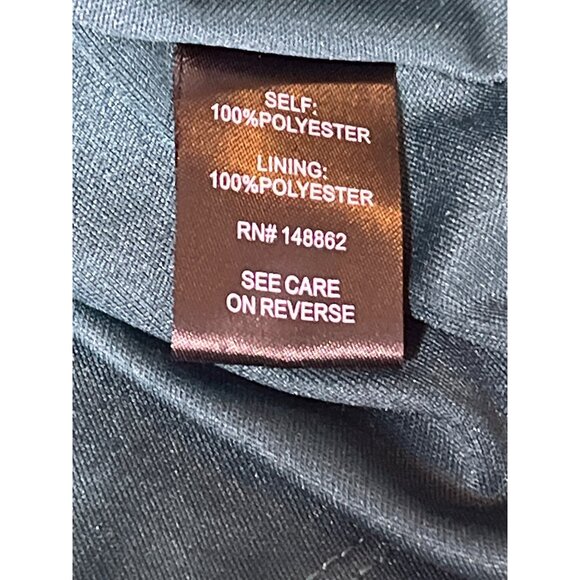 SELF:
100%POLYESTER
LINING:
100%POLYESTER
RN# 148862
SEE CARE
ON REVERSE